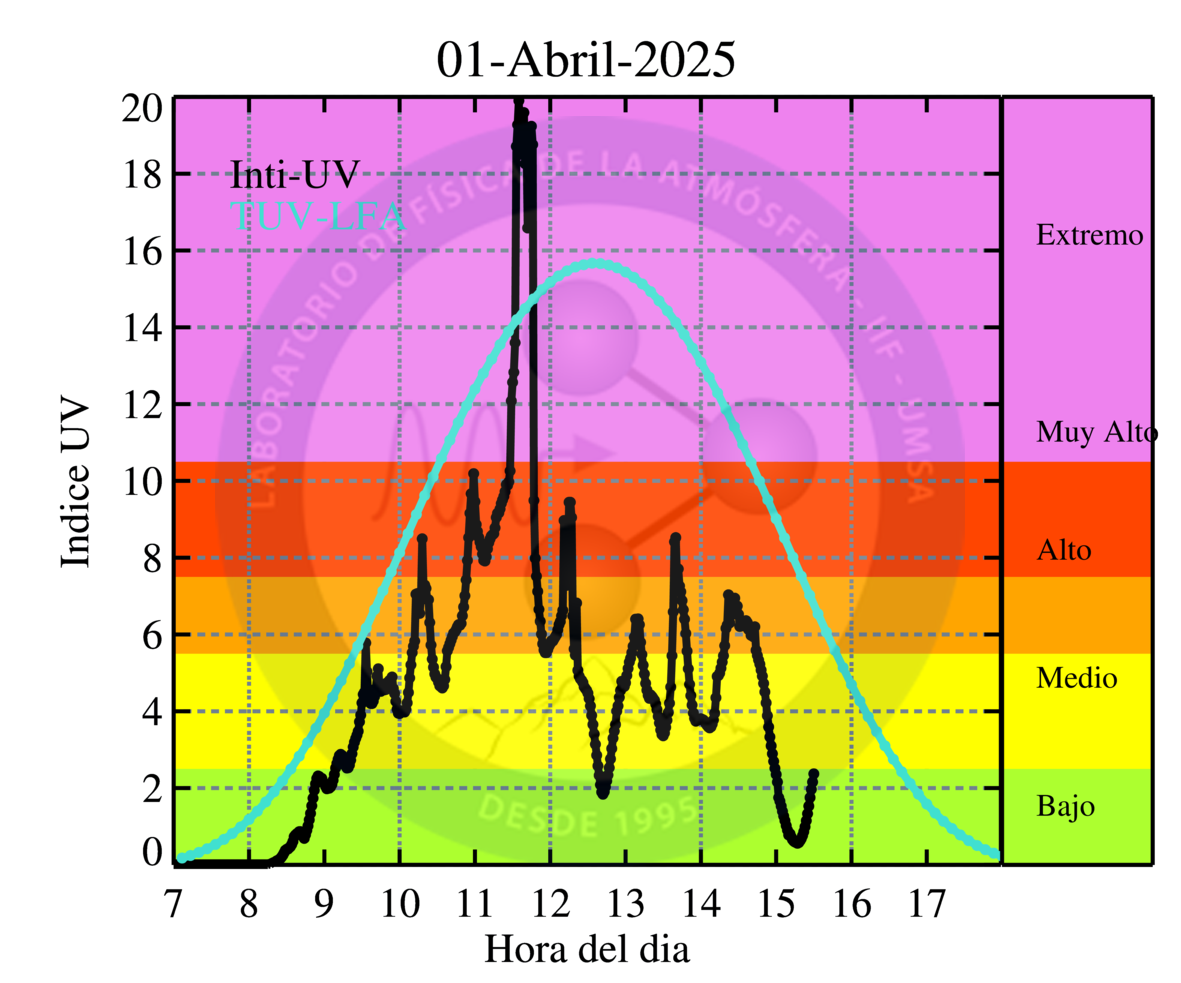 01-Abril-2025
Inti-UV
TUV-LFA
LABORATORIO DE FÍSICA DE LA ATMÓSFERA - IIF - UMSA
DESDE 1995
Indice UV
20
18
16
14
12
10
8
6
4
2
0
7 8 9 10 11 12 13 14 15 16 17
Hora del dia
Extremo
Muy Alto
Alto
Medio
Bajo